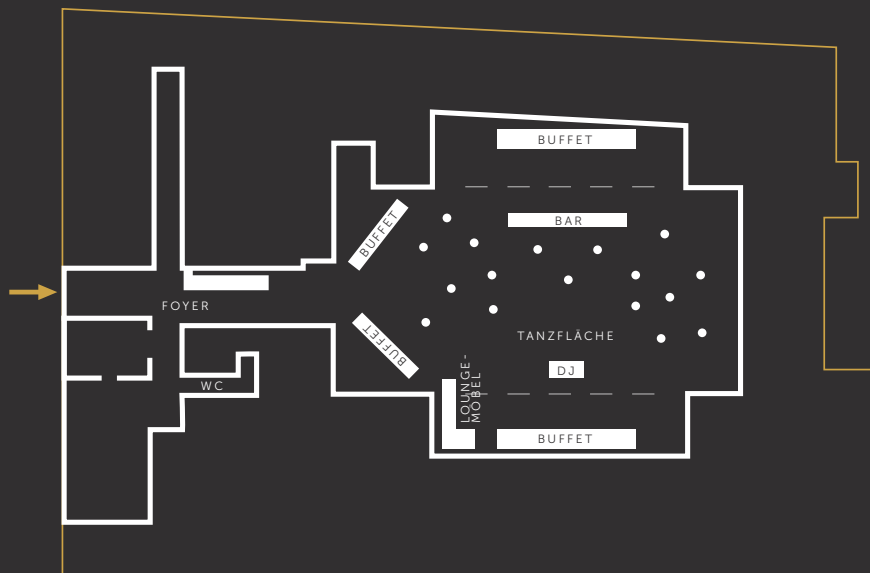 BUFFET
BAR
BUFFET
FOYER
TANZFLÄCHE
BUFFET
DJ
WC
LOUNGE-
MÖBEL
BUFFET